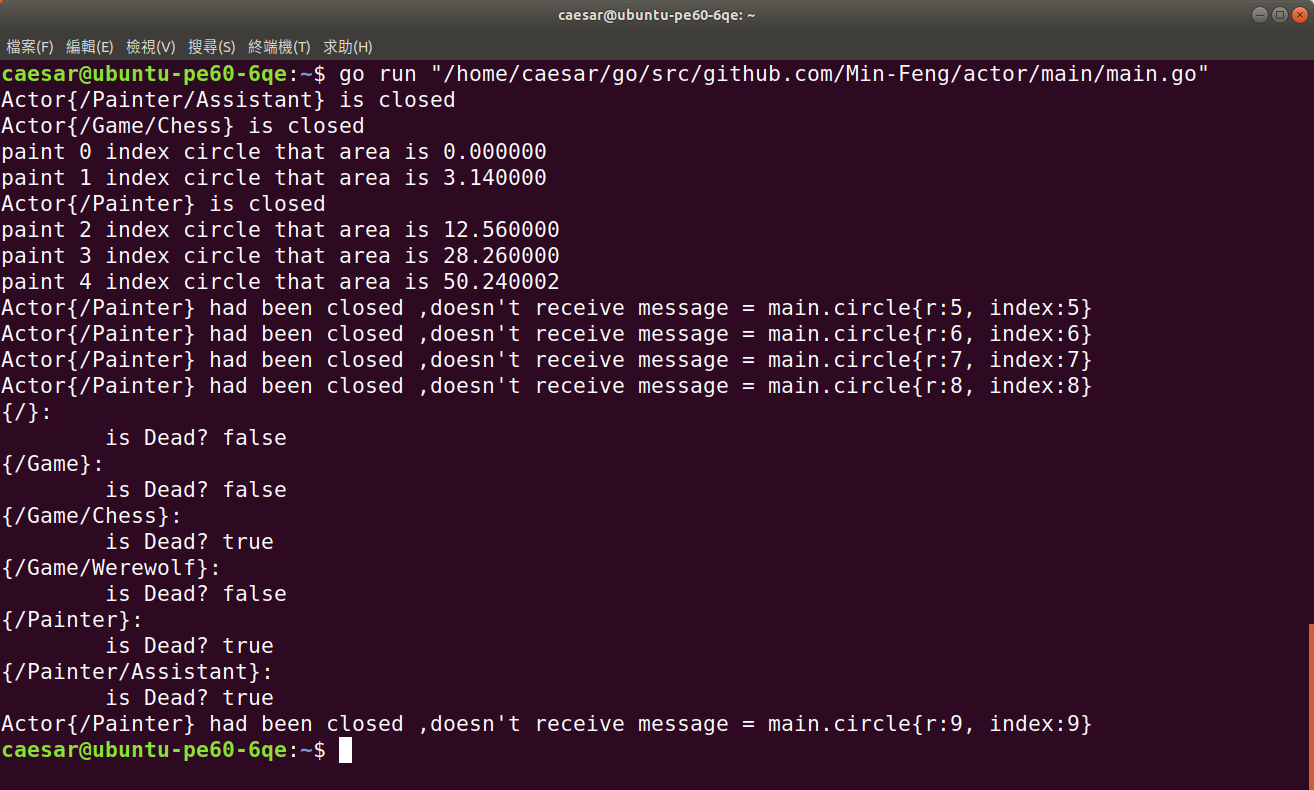 caesar@ubuntu-pe60-6qe: ~
檔案(F) 編輯(E) 檢視(V) 搜尋(S) 終端機(T) 求助(H)
caesar@ubuntu-pe60-6qe:~$ go run "/home/caesar/go/src/github.com/Min-Feng/actor/main/main.go"
Actor{/Painter/Assistant} is closed
Actor{/Game/Chess} is closed
paint 0 index circle that area is 0.000000
paint 1 index circle that area is 3.140000
Actor{/Painter} is closed
paint 2 index circle that area is 12.560000
paint 3 index circle that area is 28.260000
paint 4 index circle that area is 50.240002
Actor{/Painter} had been closed ,doesn't receive message = main.circle{r:5, index:5}
Actor{/Painter} had been closed ,doesn't receive message = main.circle{r:6, index:6}
Actor{/Painter} had been closed ,doesn't receive message = main.circle{r:7, index:7}
Actor{/Painter} had been closed ,doesn't receive message = main.circle{r:8, index:8}
{/}:
        is Dead? false
{/Game}:
        is Dead? false
{/Game/Chess}:
        is Dead? true
{/Game/Werewolf}:
        is Dead? false
{/Painter}:
        is Dead? true
{/Painter/Assistant}:
        is Dead? true
Actor{/Painter} had been closed ,doesn't receive message = main.circle{r:9, index:9}
caesar@ubuntu-pe60-6qe:~$